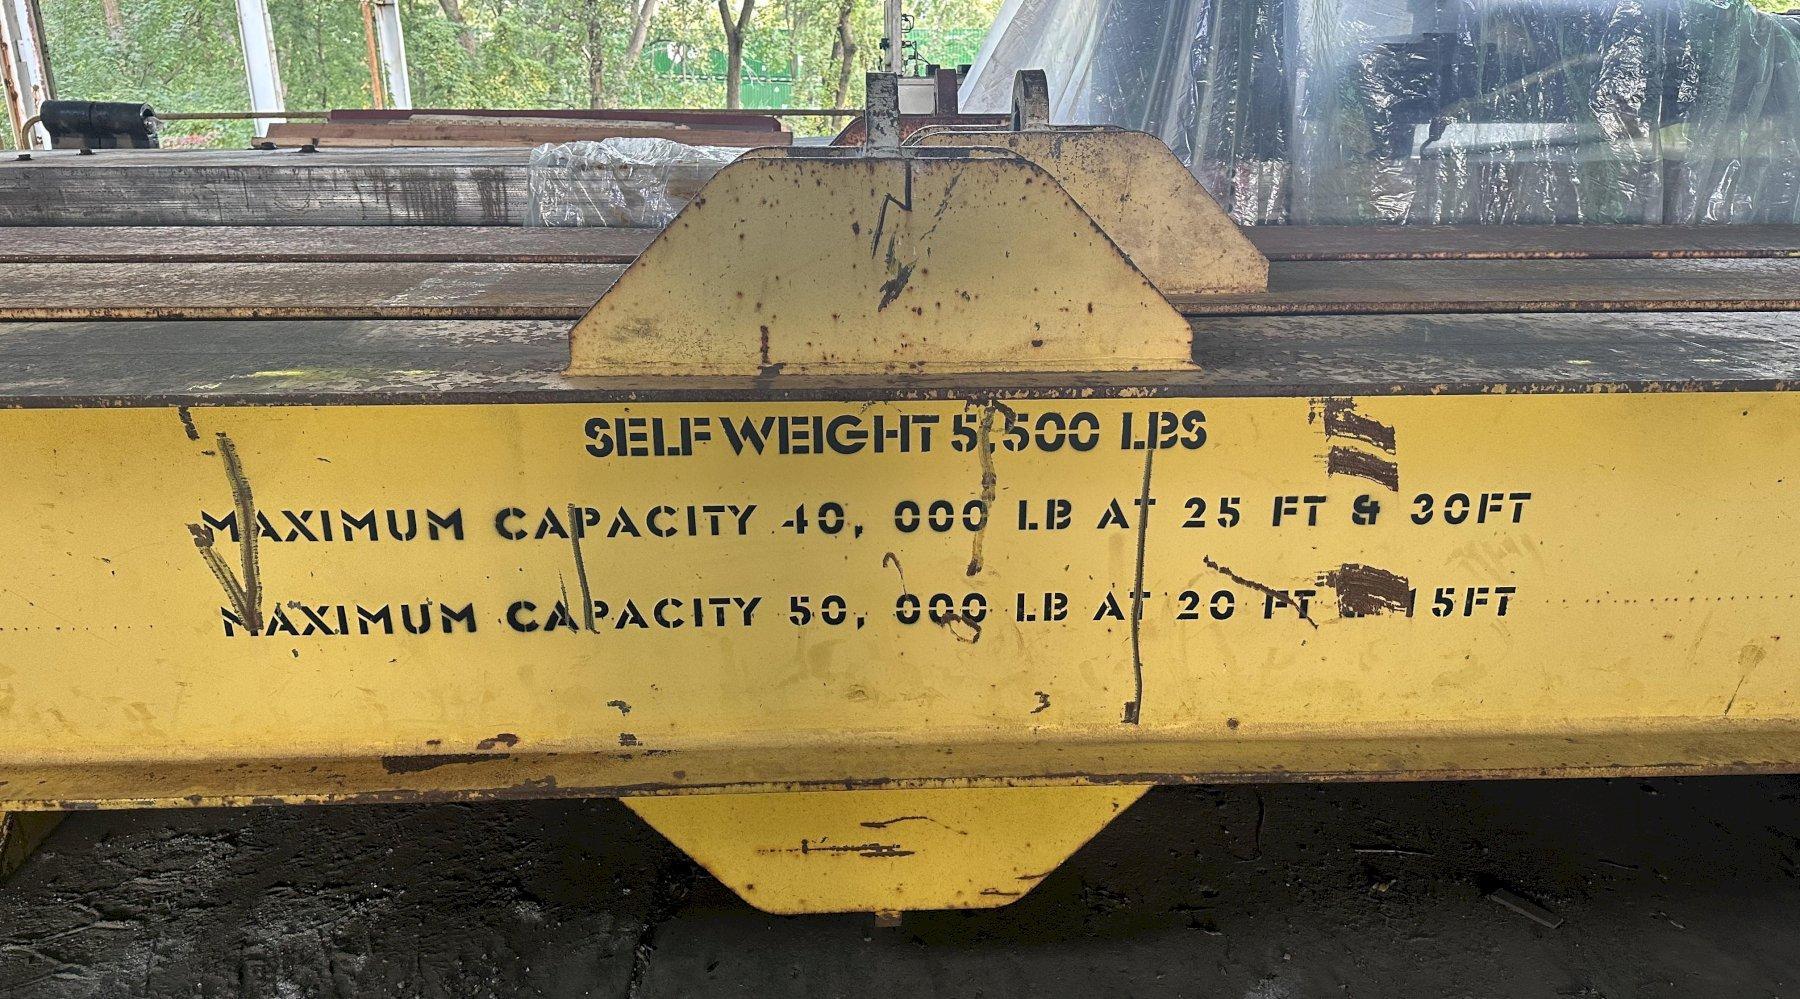 SELF WEIGHT 5,500 LBS
MAXIMUM CAPACITY 40, 000 LB AT 25 FT & 30FT
MAXIMUM CAPACITY 50, 000 LB AT 20 FT & 15FT